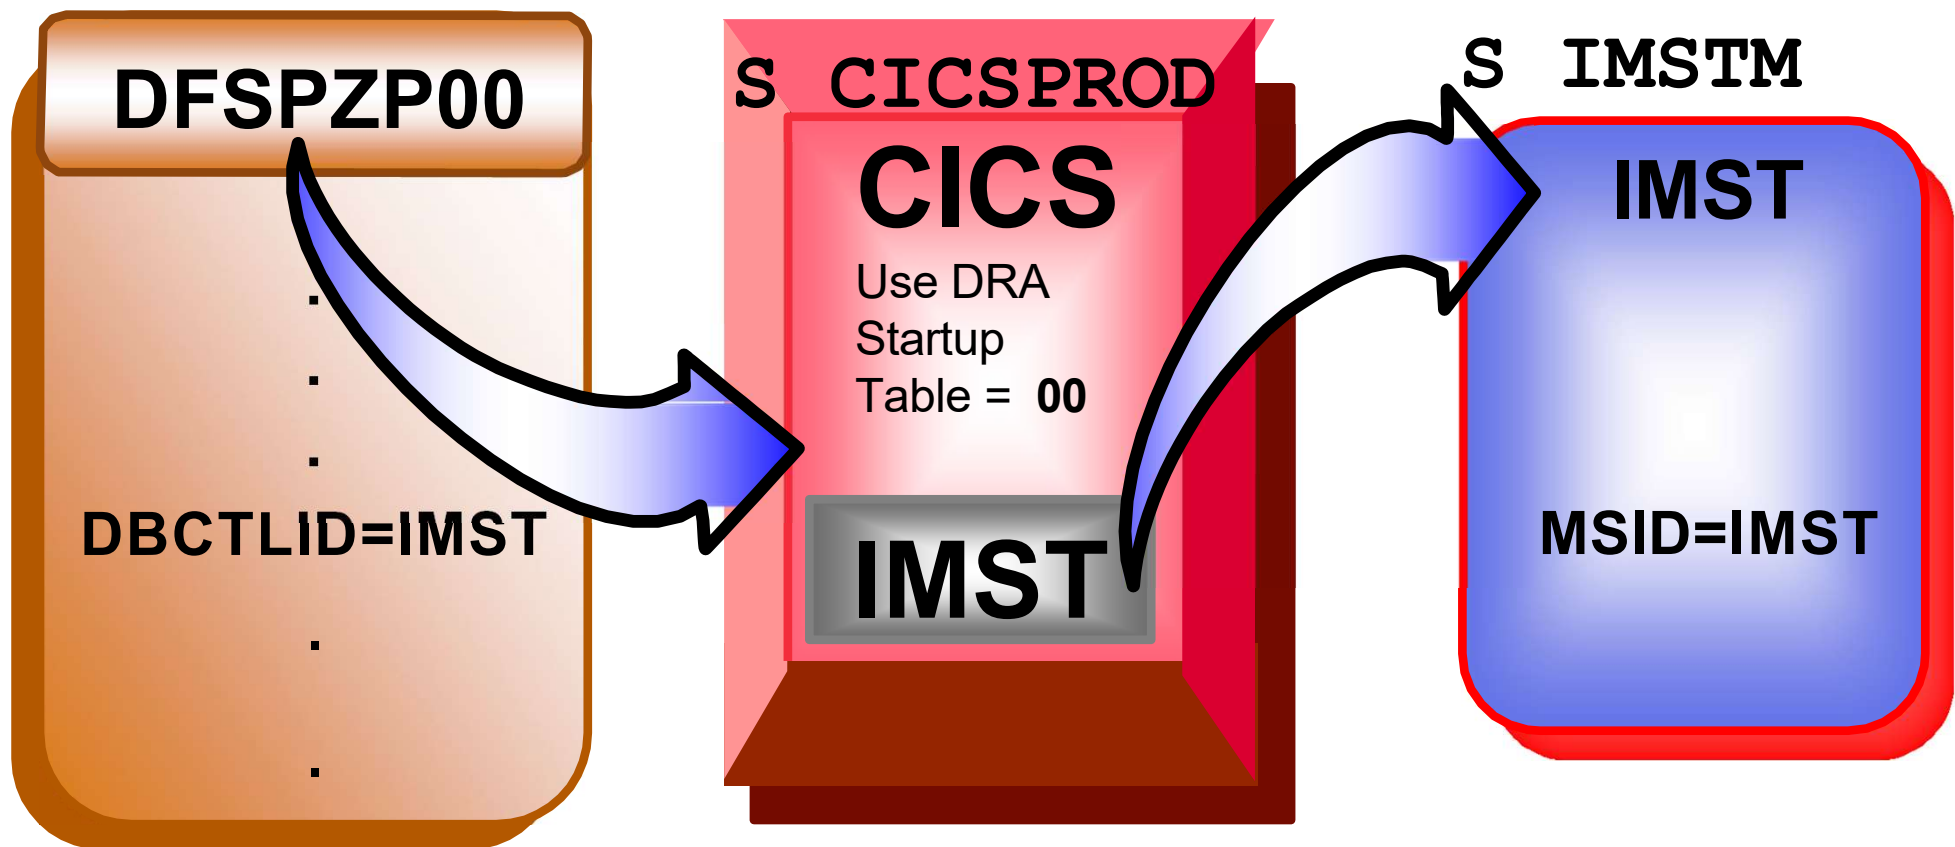 DFSPZP00
.
.
.
DBCTLID=IMST
.
.
S CICSPROD
CICS
Use DRA
Startup
Table = 00
IMST
S IMSTM
IMST
MSID=IMST